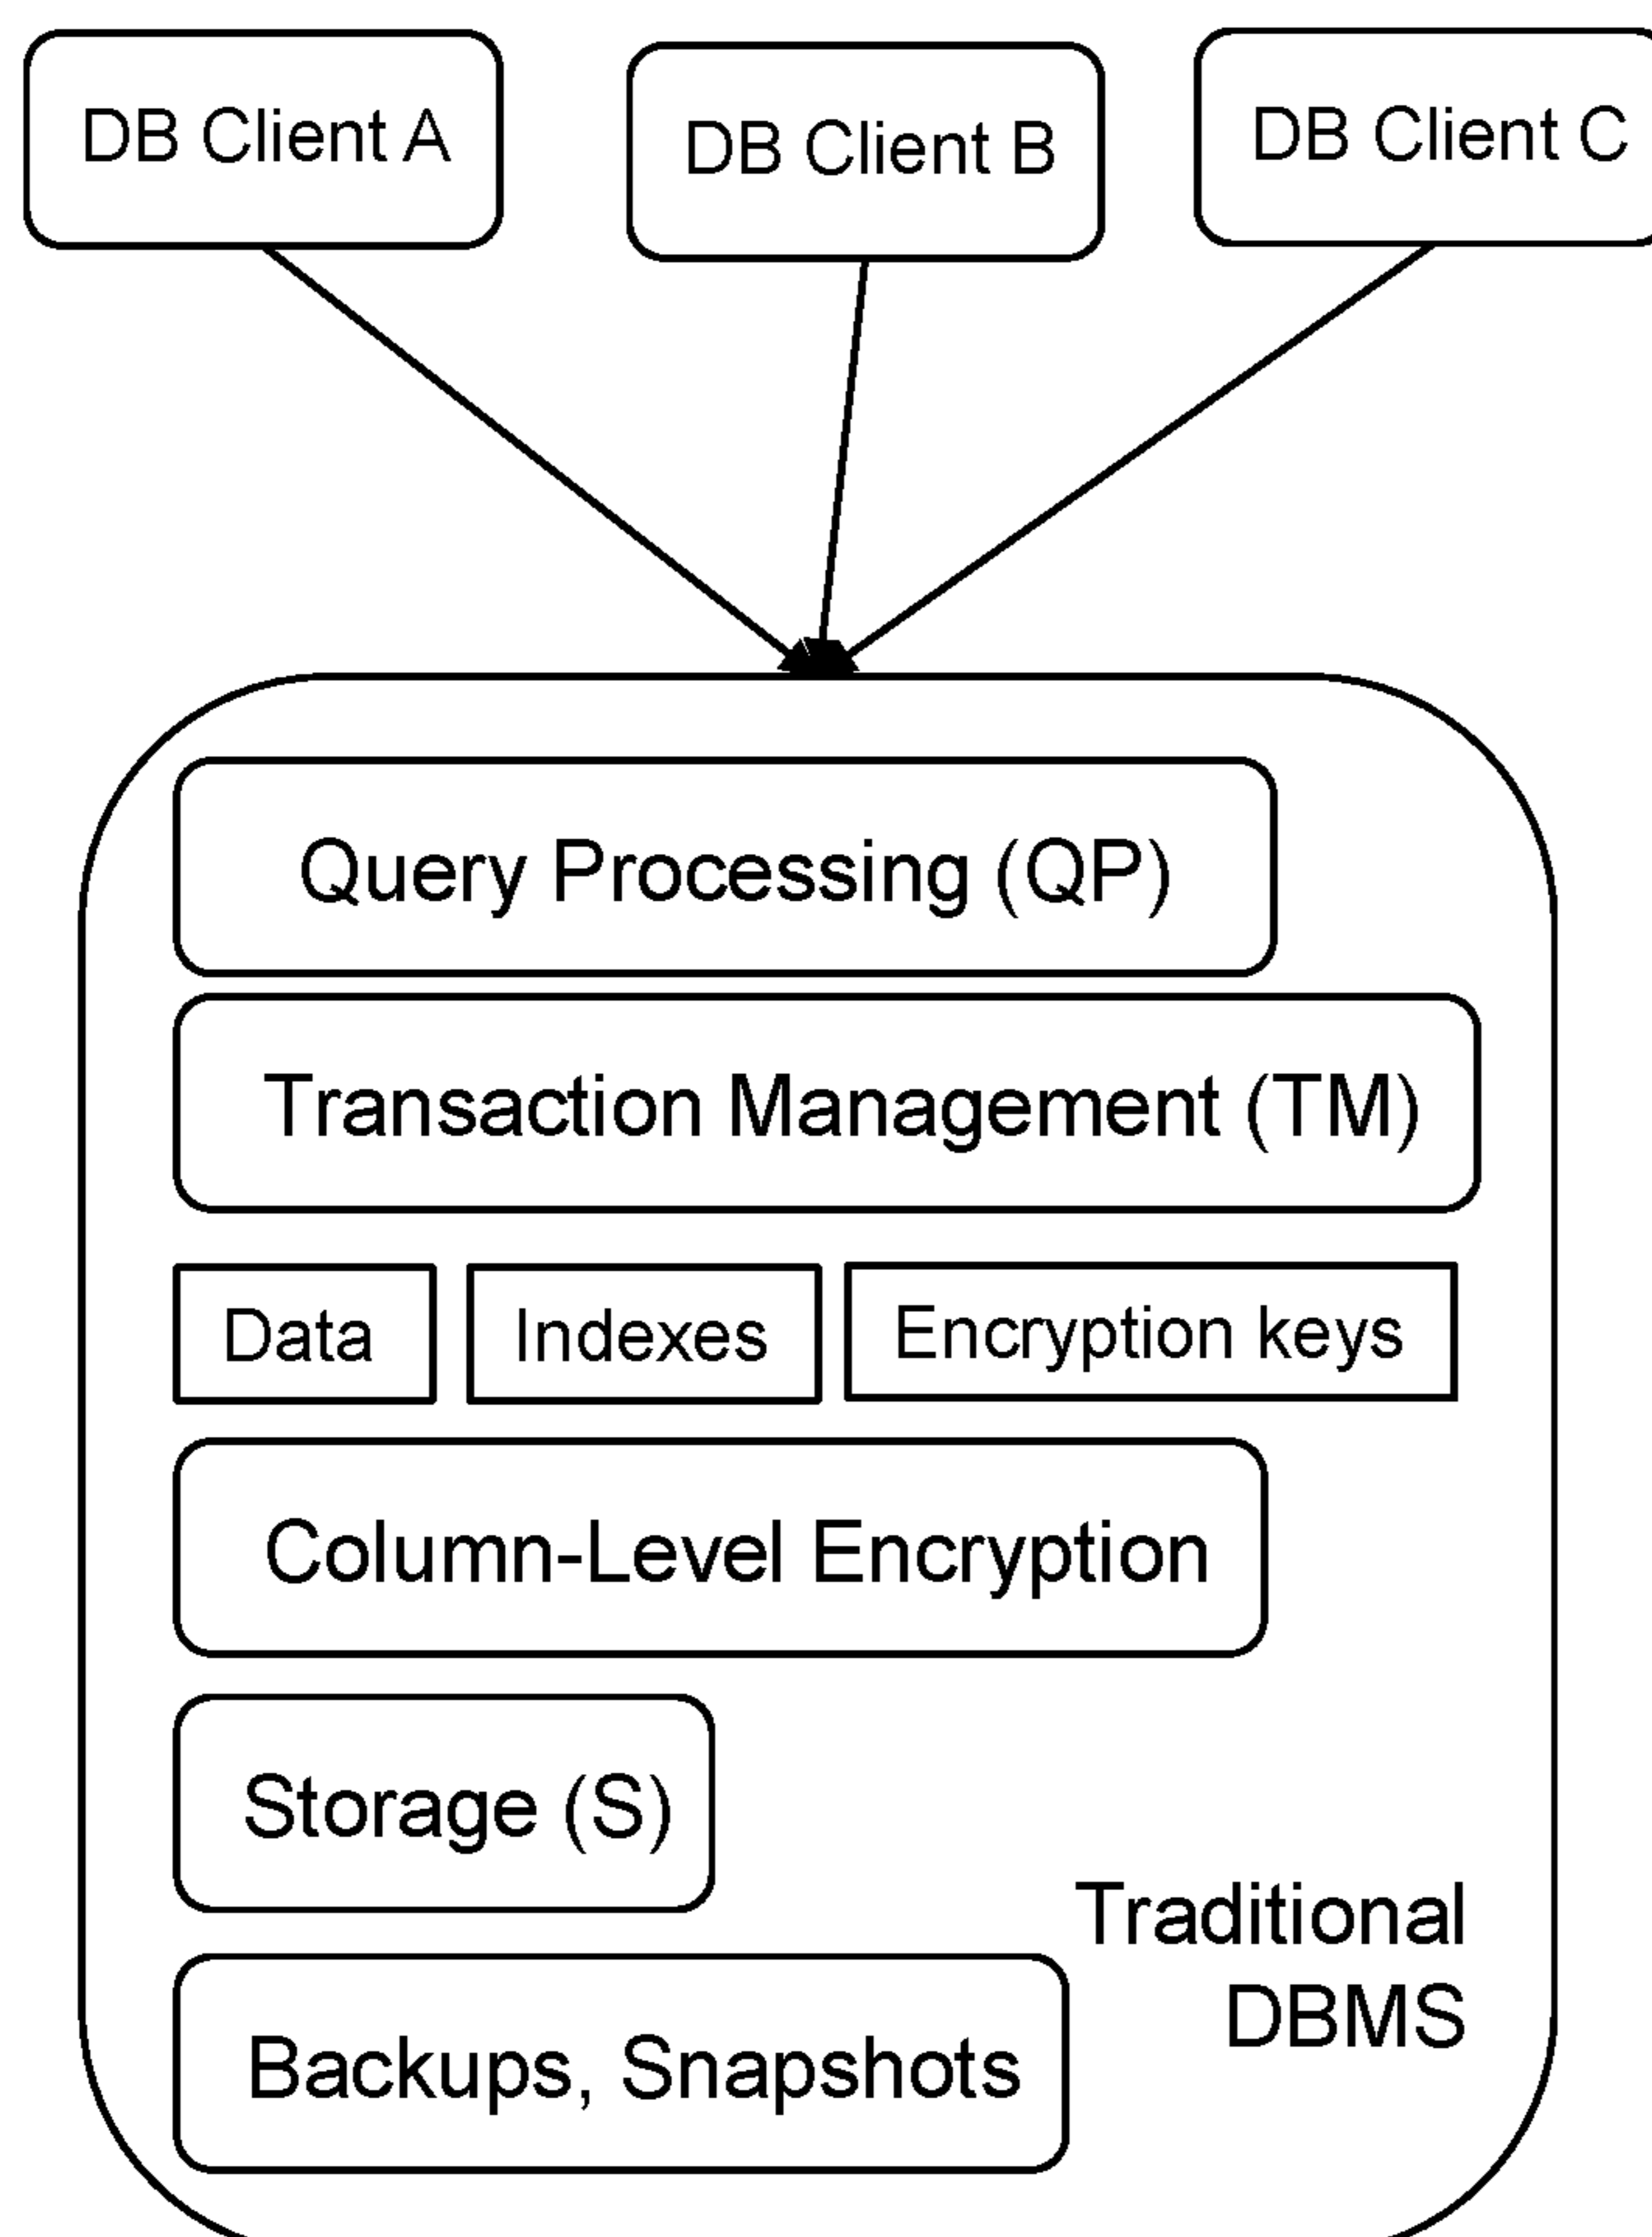 DB Client A
DB Client B
DB Client C
Query Processing (QP)
Transaction Management (TM)
Data
Indexes
Encryption keys
Column-Level Encryption
Storage (S)
Traditional
DBMS
Backups, Snapshots